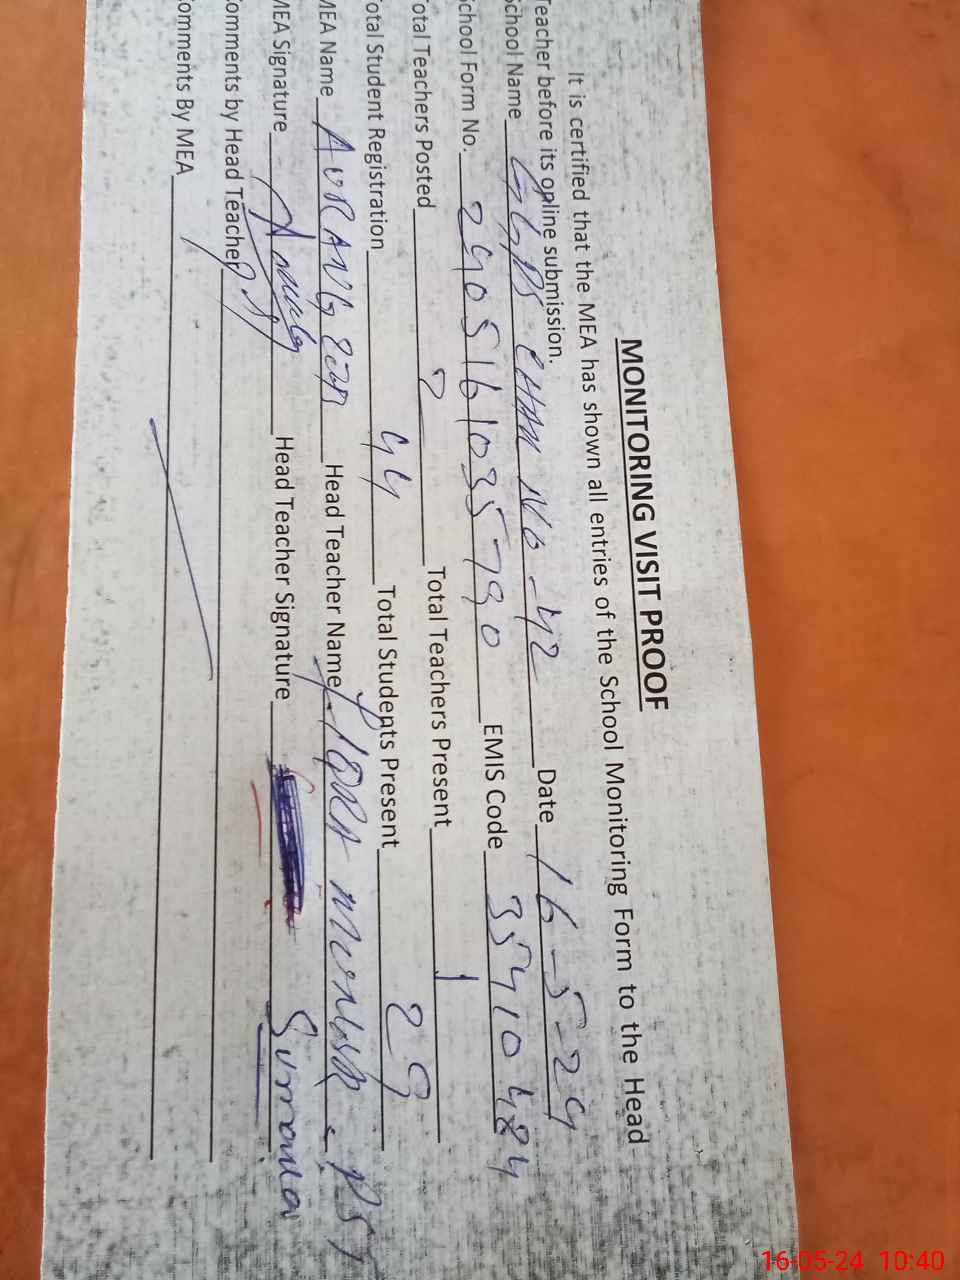 MONITORING VISIT PROOF
It is certified that the MEA has shown all entries of the School Monitoring Form to the Head
Teacher before its online submission.
School Name GGPS CHAK NO-42 Date 16-5-24
School Form No. 2405161035790 EMIS Code 35410484
Total Teachers Posted 2 Total Teachers Present 1
Total Student Registration 44 Total Students Present 29
MEA Name AURANGZEB Head Teacher Name PST
MEA Signature Head Teacher Signature
Comments by Head Teacher
Comments By MEA
16-05-24 10:40